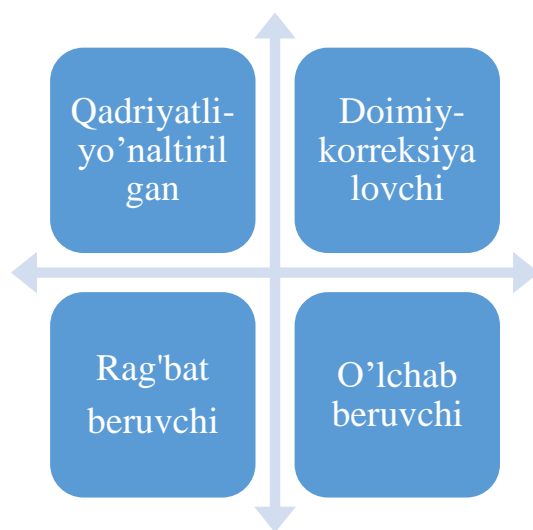 Qadriyatli-
yo’naltiril
gan
Doimiy-
korreksiya
lovchi
Rag'bat
beruvchi
O’lchab
beruvchi